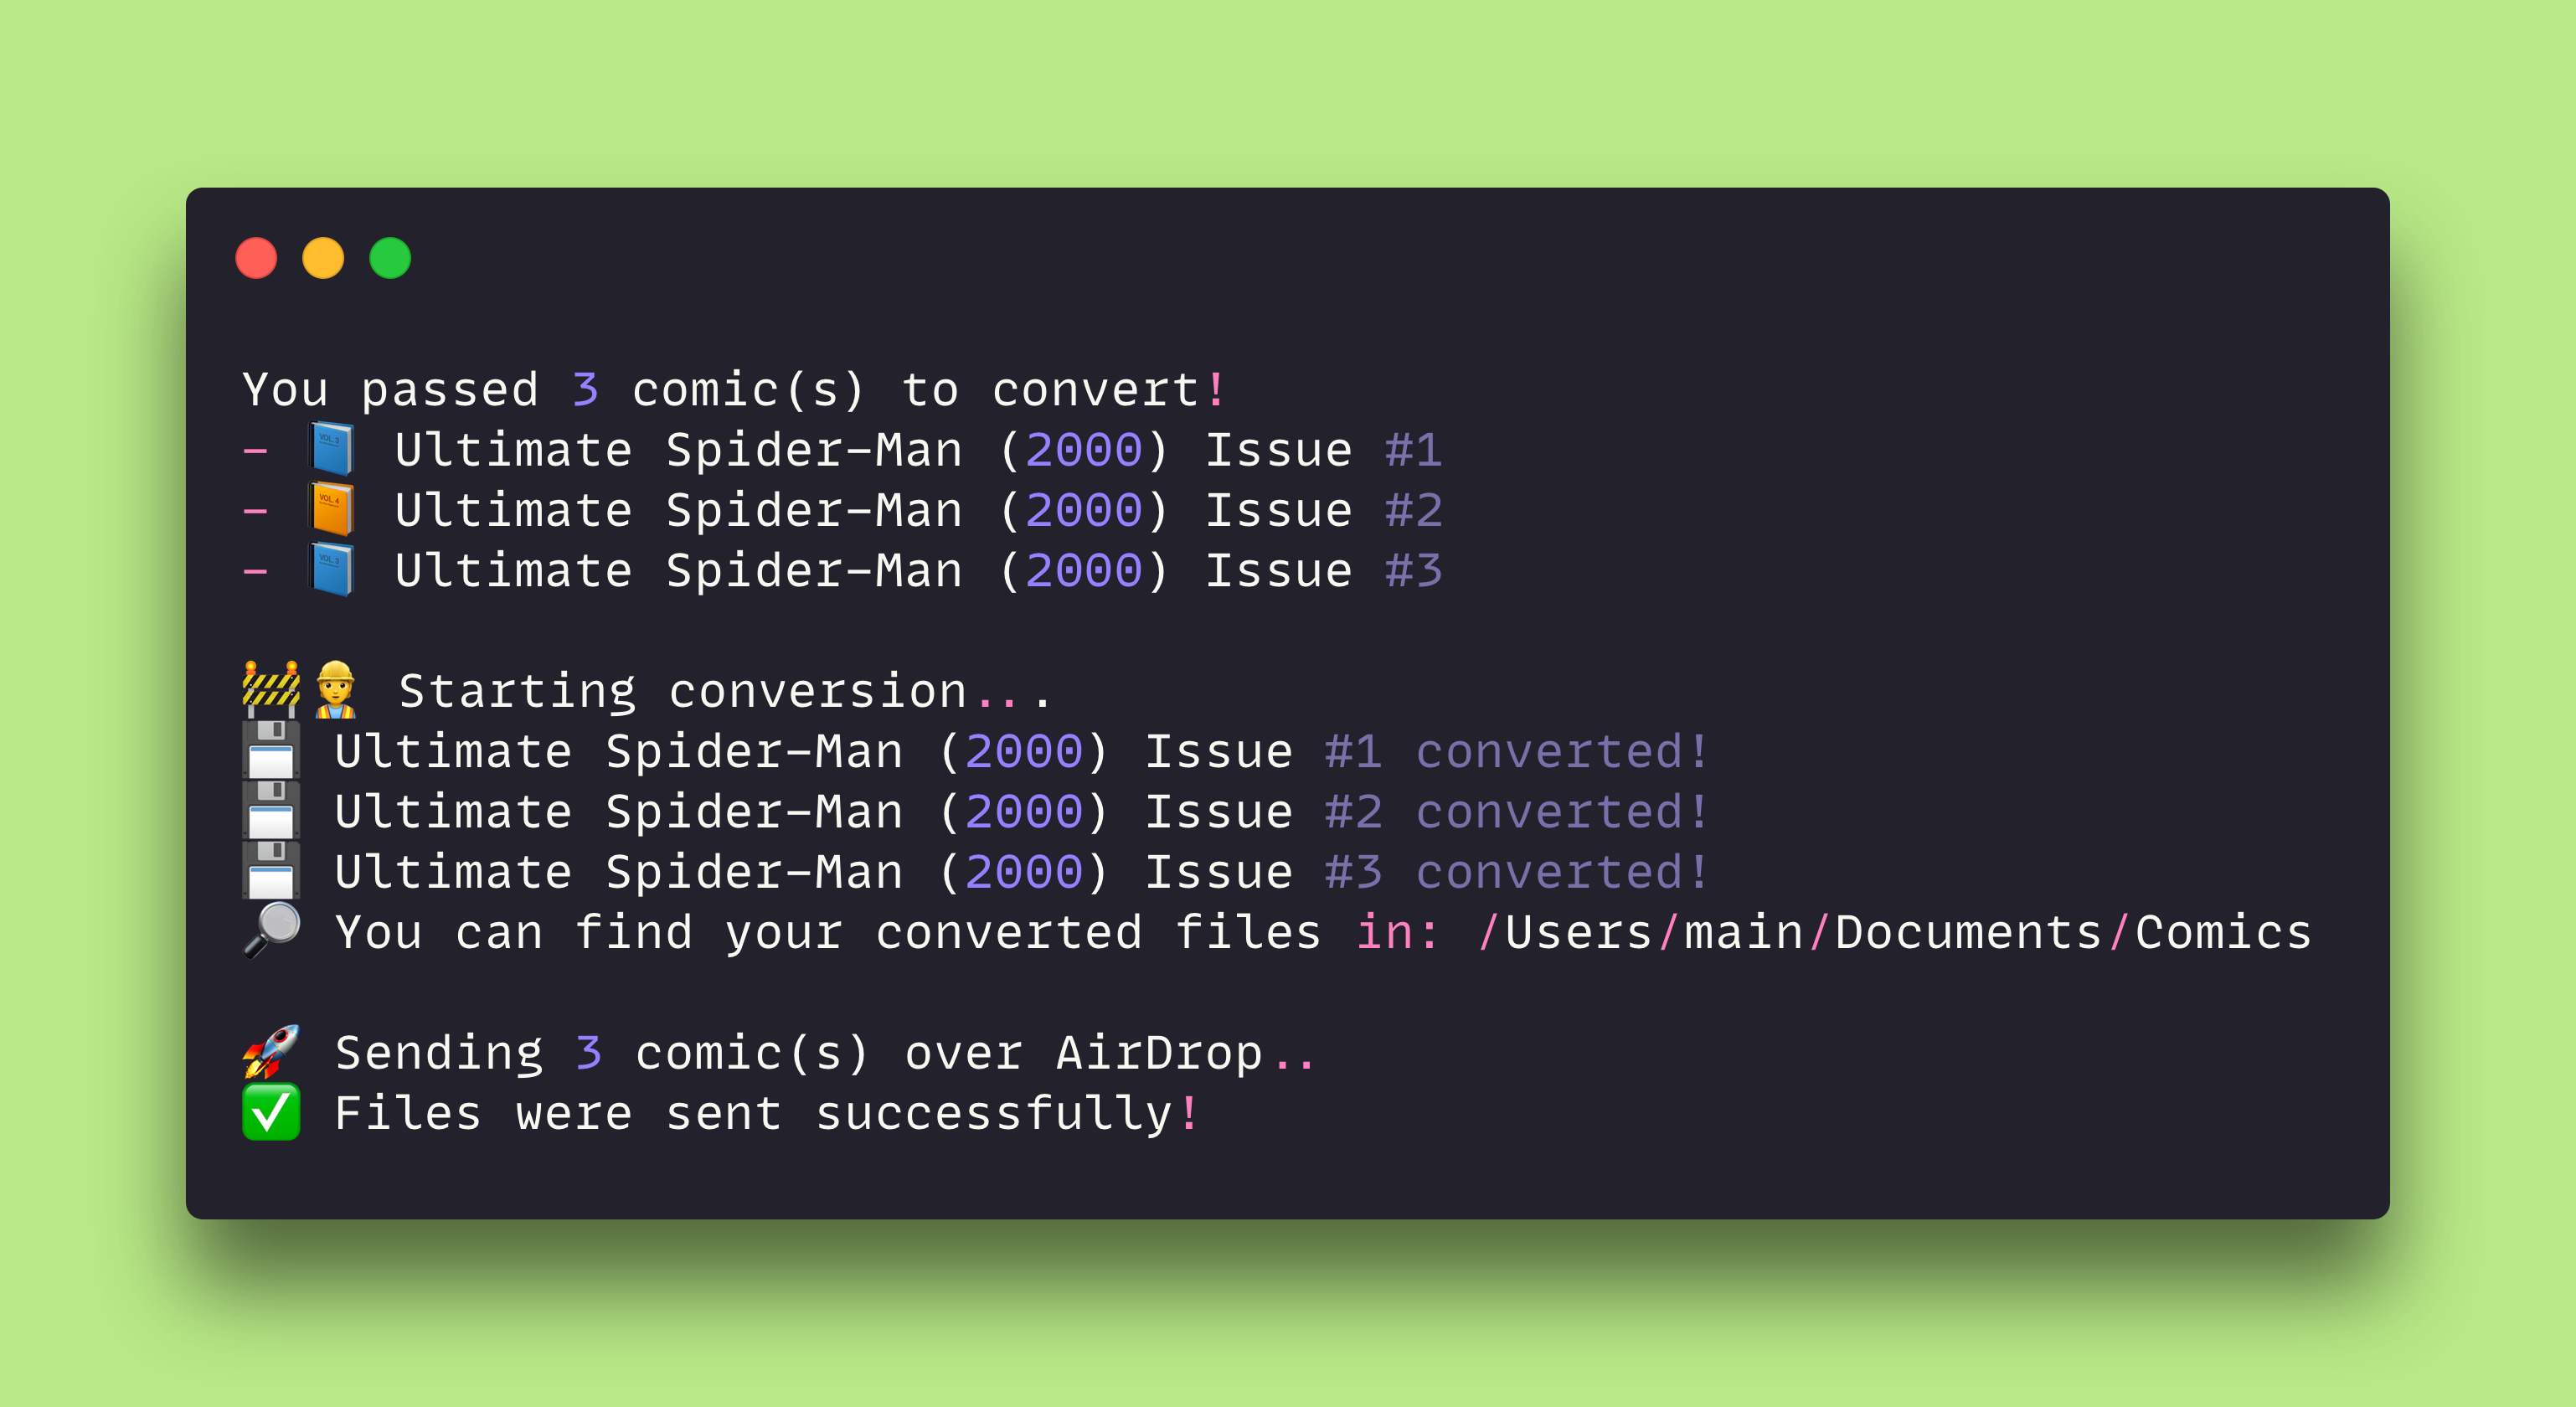 You passed 3 comic(s) to convert!
- 📘 Ultimate Spider-Man (2000) Issue #1
- 📙 Ultimate Spider-Man (2000) Issue #2
- 📘 Ultimate Spider-Man (2000) Issue #3
🚧👷 Starting conversion...
💾 Ultimate Spider-Man (2000) Issue #1 converted!
💾 Ultimate Spider-Man (2000) Issue #2 converted!
💾 Ultimate Spider-Man (2000) Issue #3 converted!
🔎 You can find your converted files in: /Users/main/Documents/Comics
🚀 Sending 3 comic(s) over AirDrop..
✅ Files were sent successfully!